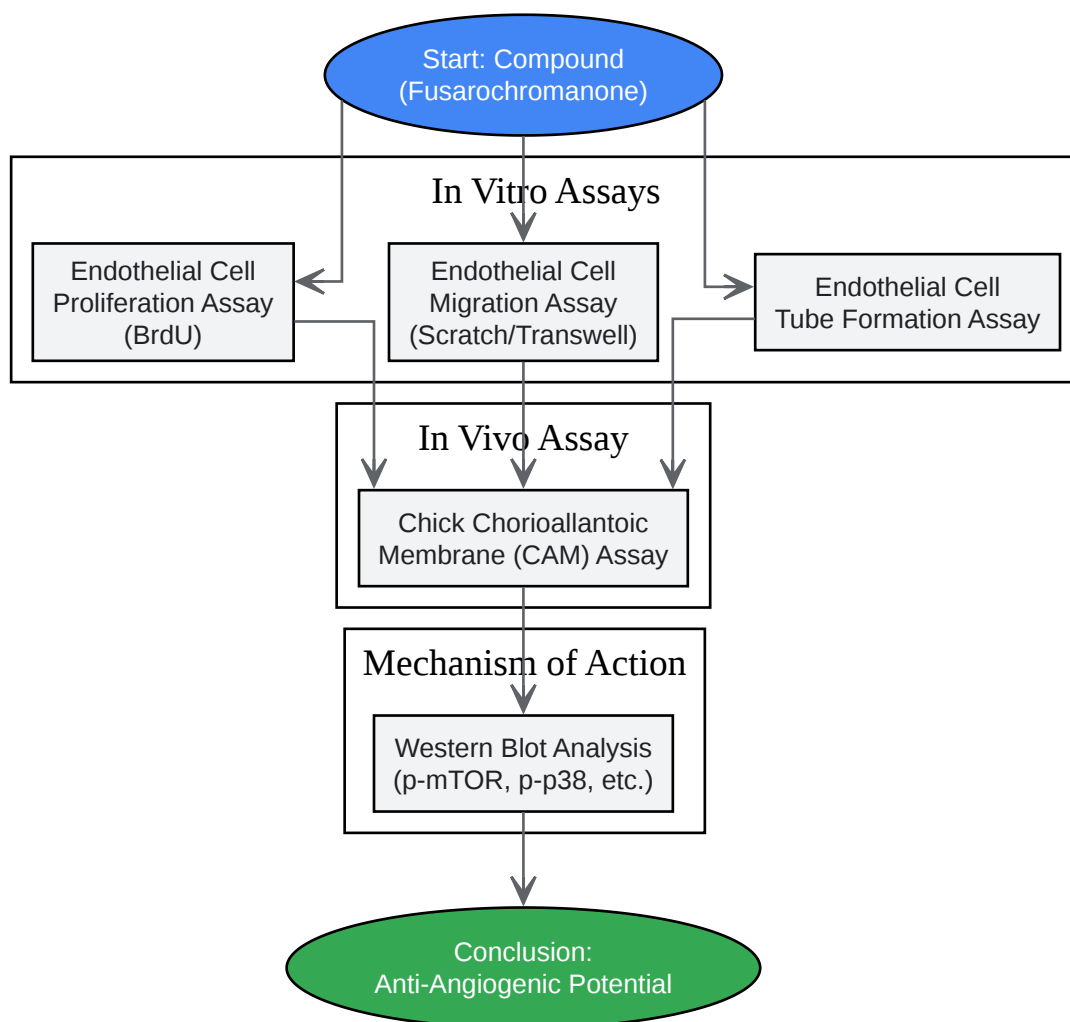 Start: Compound
(Fusarochromanone)
In Vitro Assays
Endothelial Cell
Proliferation Assay
(BrdU)
Endothelial Cell
Migration Assay
(Scratch/Transwell)
Endothelial Cell
Tube Formation Assay
In Vivo Assay
Chick Chorioallantoic
Membrane (CAM) Assay
Mechanism of Action
Western Blot Analysis
(p-mTOR, p-p38, etc.)
Conclusion:
Anti-Angiogenic Potential